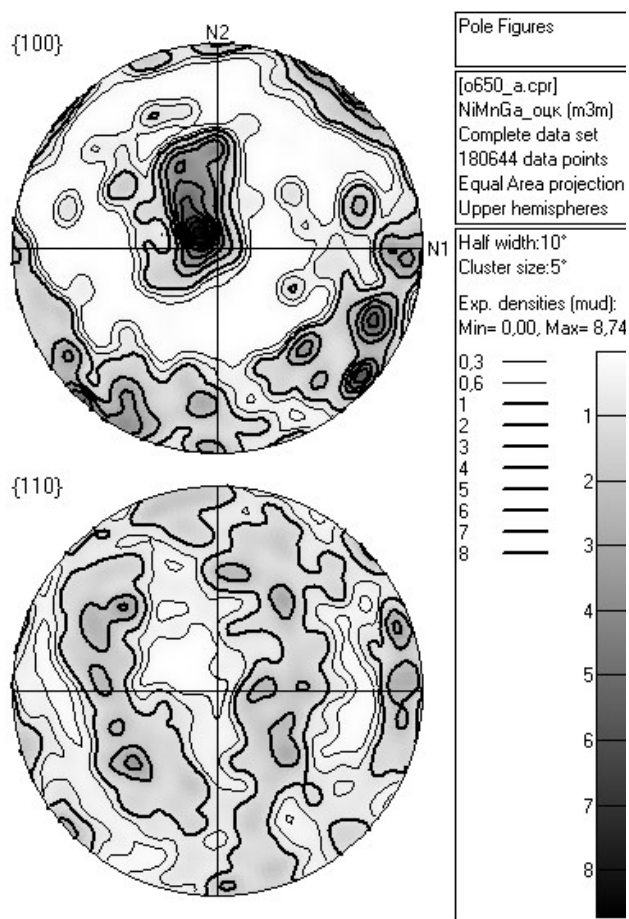 {100}
N2
N1
{110}
Pole Figures
[o650_a.cpr]
NiMnGa_оцк (m3m)
Complete data set
180644 data points
Equal Area projection
Upper hemispheres
Half width:10°
Cluster size:5°
Exp. densities (mud):
Min= 0,00, Max= 8,74
0,3
0,6
1
2
3
4
5
6
7
8
1
2
3
4
5
6
7
8